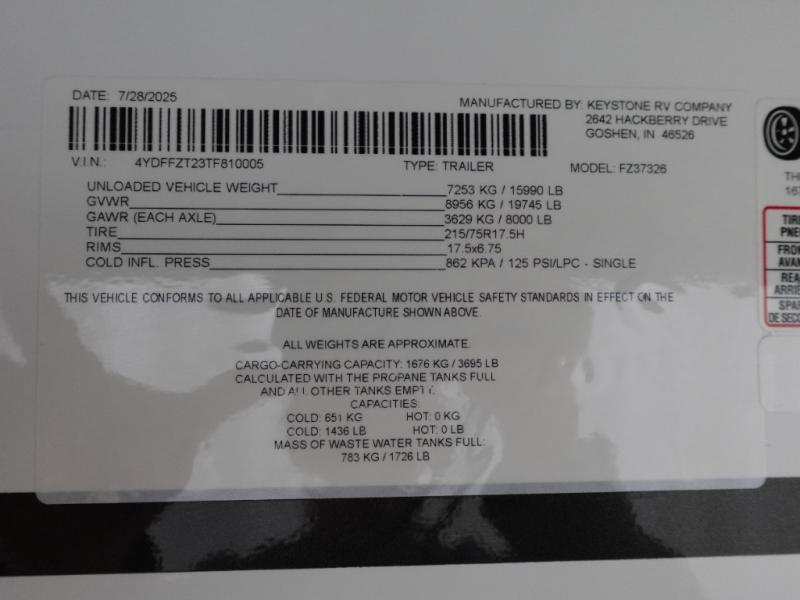 DATE: 7/28/2025
MANUFACTURED BY: KEYSTONE RV COMPANY
2642 HACKBERRY DRIVE
GOSHEN, IN 46526
V.I.N.: 4YDFFZT23TF810005 TYPE: TRAILER MODEL: FZ37326
UNLOADED VEHICLE WEIGHT 7253 KG / 15990 LB
GVWR 8956 KG / 19745 LB
GAWR (EACH AXLE) 3629 KG / 8000 LB
TIRE 215/75R17.5H
RIMS 17.5x6.75
COLD INFL. PRESS 862 KPA / 125 PSI/LPC - SINGLE
THIS VEHICLE CONFORMS TO ALL APPLICABLE U.S. FEDERAL MOTOR VEHICLE SAFETY STANDARDS IN EFFECT ON THE
DATE OF MANUFACTURE SHOWN ABOVE.
ALL WEIGHTS ARE APPROXIMATE.
CARGO-CARRYING CAPACITY: 1676 KG / 3695 LB
CALCULATED WITH THE PROPANE TANKS FULL
AND ALL OTHER TANKS EMPTY.
CAPACITIES:
COLD: 651 KG HOT: 0 KG
COLD: 1436 LB HOT: 0 LB
MASS OF WASTE WATER TANKS FULL:
783 KG / 1726 LB